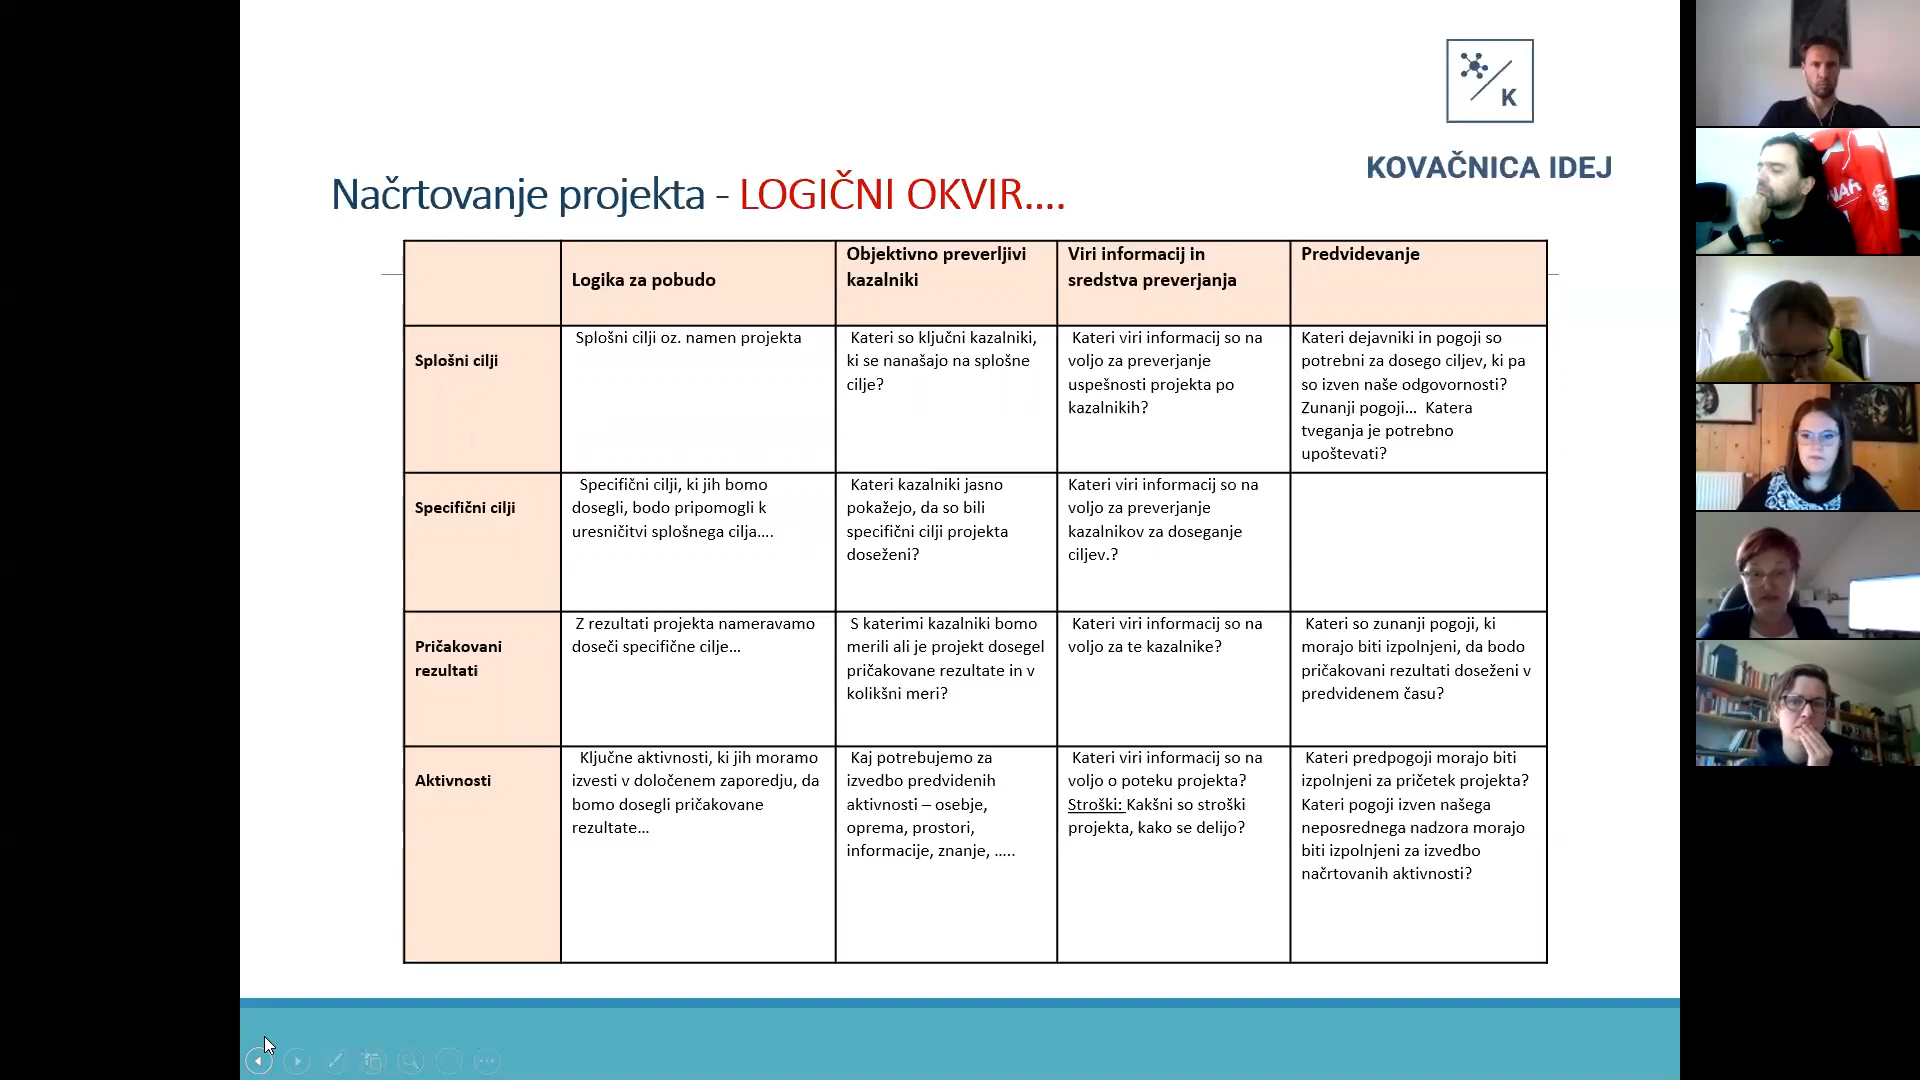 K
KOVAČNICA IDEJ
Načrtovanje projekta - LOGIČNI OKVIR....
Logika za pobudo
Objektivno preverljivi
kazalniki
Viri informacij in
sredstva preverjanja
Predvidevanje
Splošni cilji
Splošni cilji oz. namen projekta
Kateri so ključni kazalniki,
ki se nanašajo na splošne
cilje?
Kateri viri informacij so na
voljo za preverjanje
uspešnosti projekta po
kazalnikih?
Kateri dejavniki in pogoji so
potrebni za dosego ciljev, ki pa
so izven naše odgovornosti?
Zunanji pogoji... Katera
tveganja je potrebno
upoštevati?
Specifični cilji
Specifični cilji, ki jih bomo
dosegli, bodo pripomogli k
uresničitvi splošnega cilja....
Kateri kazalniki jasno
pokažejo, da so bili
specifični cilji projekta
doseženi?
Kateri viri informacij so na
voljo za preverjanje
kazalnikov za doseganje
ciljev.?
Pričakovani
rezultati
Z rezultati projekta nameravamo
doseči specifične cilje...
S katerimi kazalniki bomo
merili ali je projekt dosegel
pričakovane rezultate in v
kolikšni meri?
Kateri viri informacij so na
voljo za te kazalnike?
Kateri so zunanji pogoji, ki
morajo biti izpolnjeni, da bodo
pričakovani rezultati doseženi v
predvidenem času?
Aktivnosti
Ključne aktivnosti, ki jih moramo
izvesti v določenem zaporedju, da
bomo dosegli pričakovane
rezultate...
Kaj potrebujemo za
izvedbo predvidenih
aktivnosti – osebje,
oprema, prostori,
informacije, znanje, .....
Kateri viri informacij so na
voljo o poteku projekta?
Stroški: Kakšni so stroški
projekta, kako se delijo?
Kateri predpogoji morajo biti
izpolnjeni za pričetek projekta?
Kateri pogoji izven našega
neposrednega nadzora morajo
biti izpolnjeni za izvedbo
načrtovanih aktivnosti?